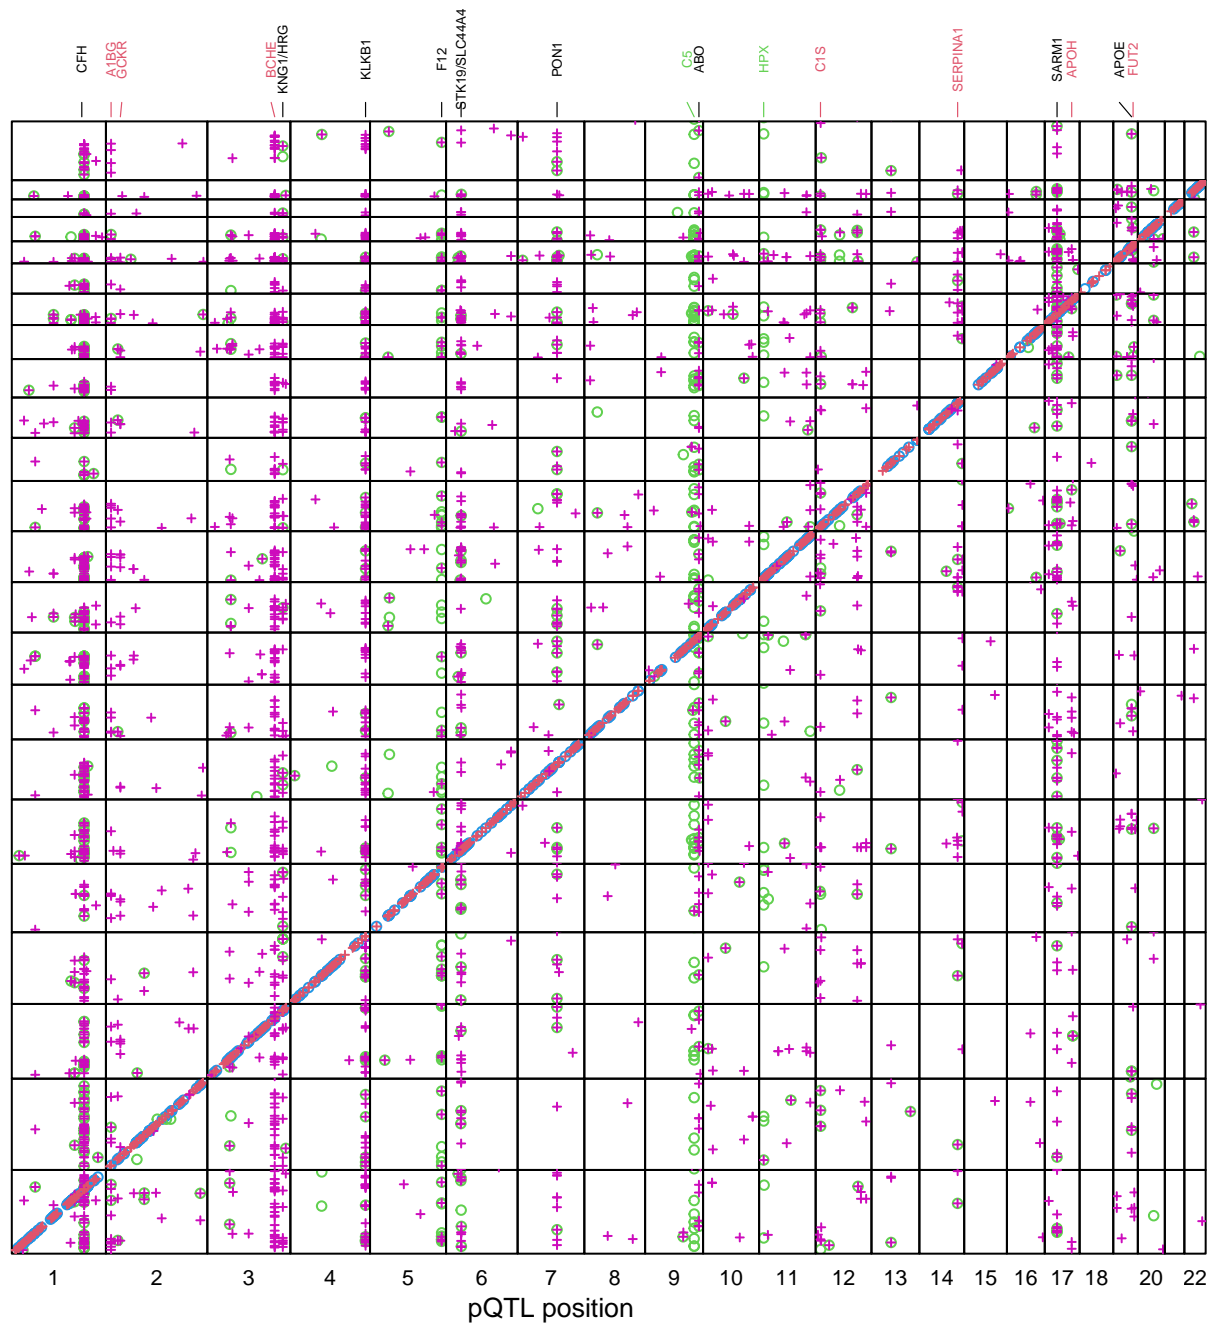 CFH
A1BG
GCKR
BCHE
KNG1/HRG
KLKB1
F12
STK19/SLC44A4
PON1
C5
ABO
HPX
C1S
SERPINA1
SARM1
APOH
APOE
FUT2
1 2 3 4 5 6 7 8 9 10 11 12 13 14 15 16 17 18 20 22
pQTL position